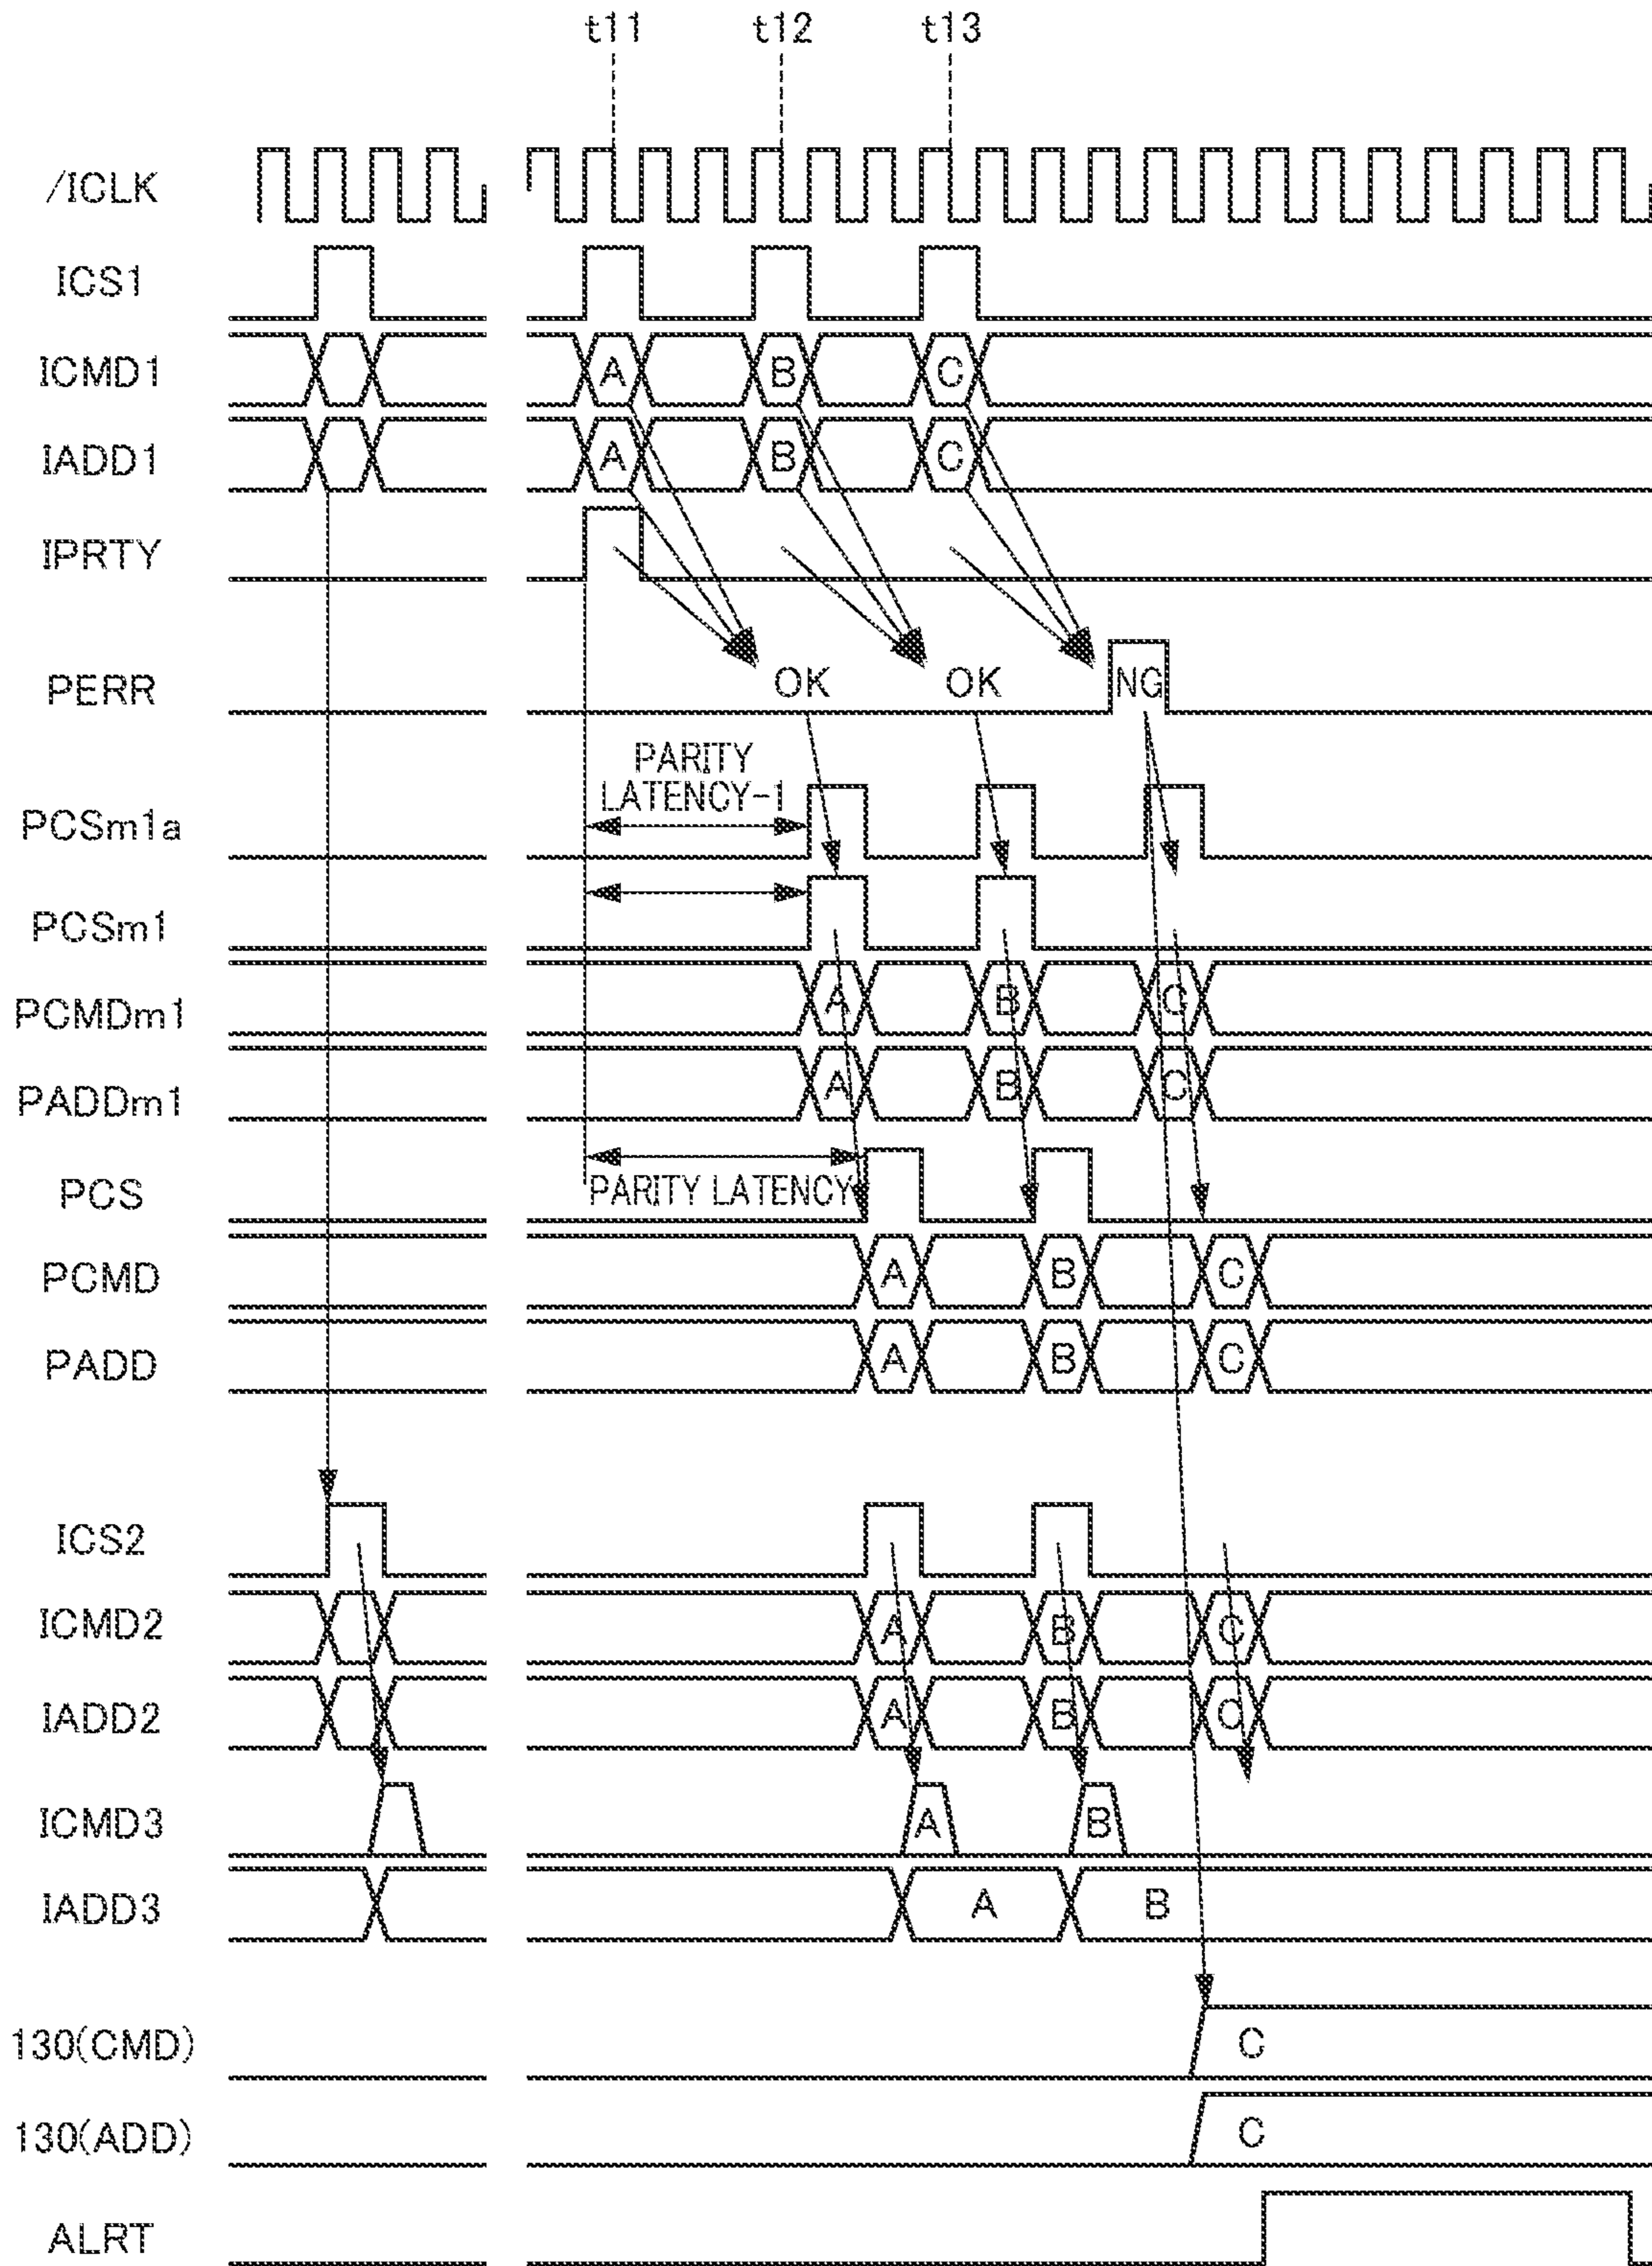 t11 t12 t13
/ICLK
ICS1
ICMD1 A B C
IADD1 A B C
IPRTY
PERR OK OK NG
PARITY
LATENCY-1
PCSm1a
PCSm1
PCMDm1 A B C
PADDm1 A B C
PCS PARITY LATENCY
PCMD A B C
PADD A B C
ICS2
ICMD2 A B C
IADD2 A B C
ICMD3 A B
IADD3 A B
130(CMD) C
130(ADD) C
ALRT